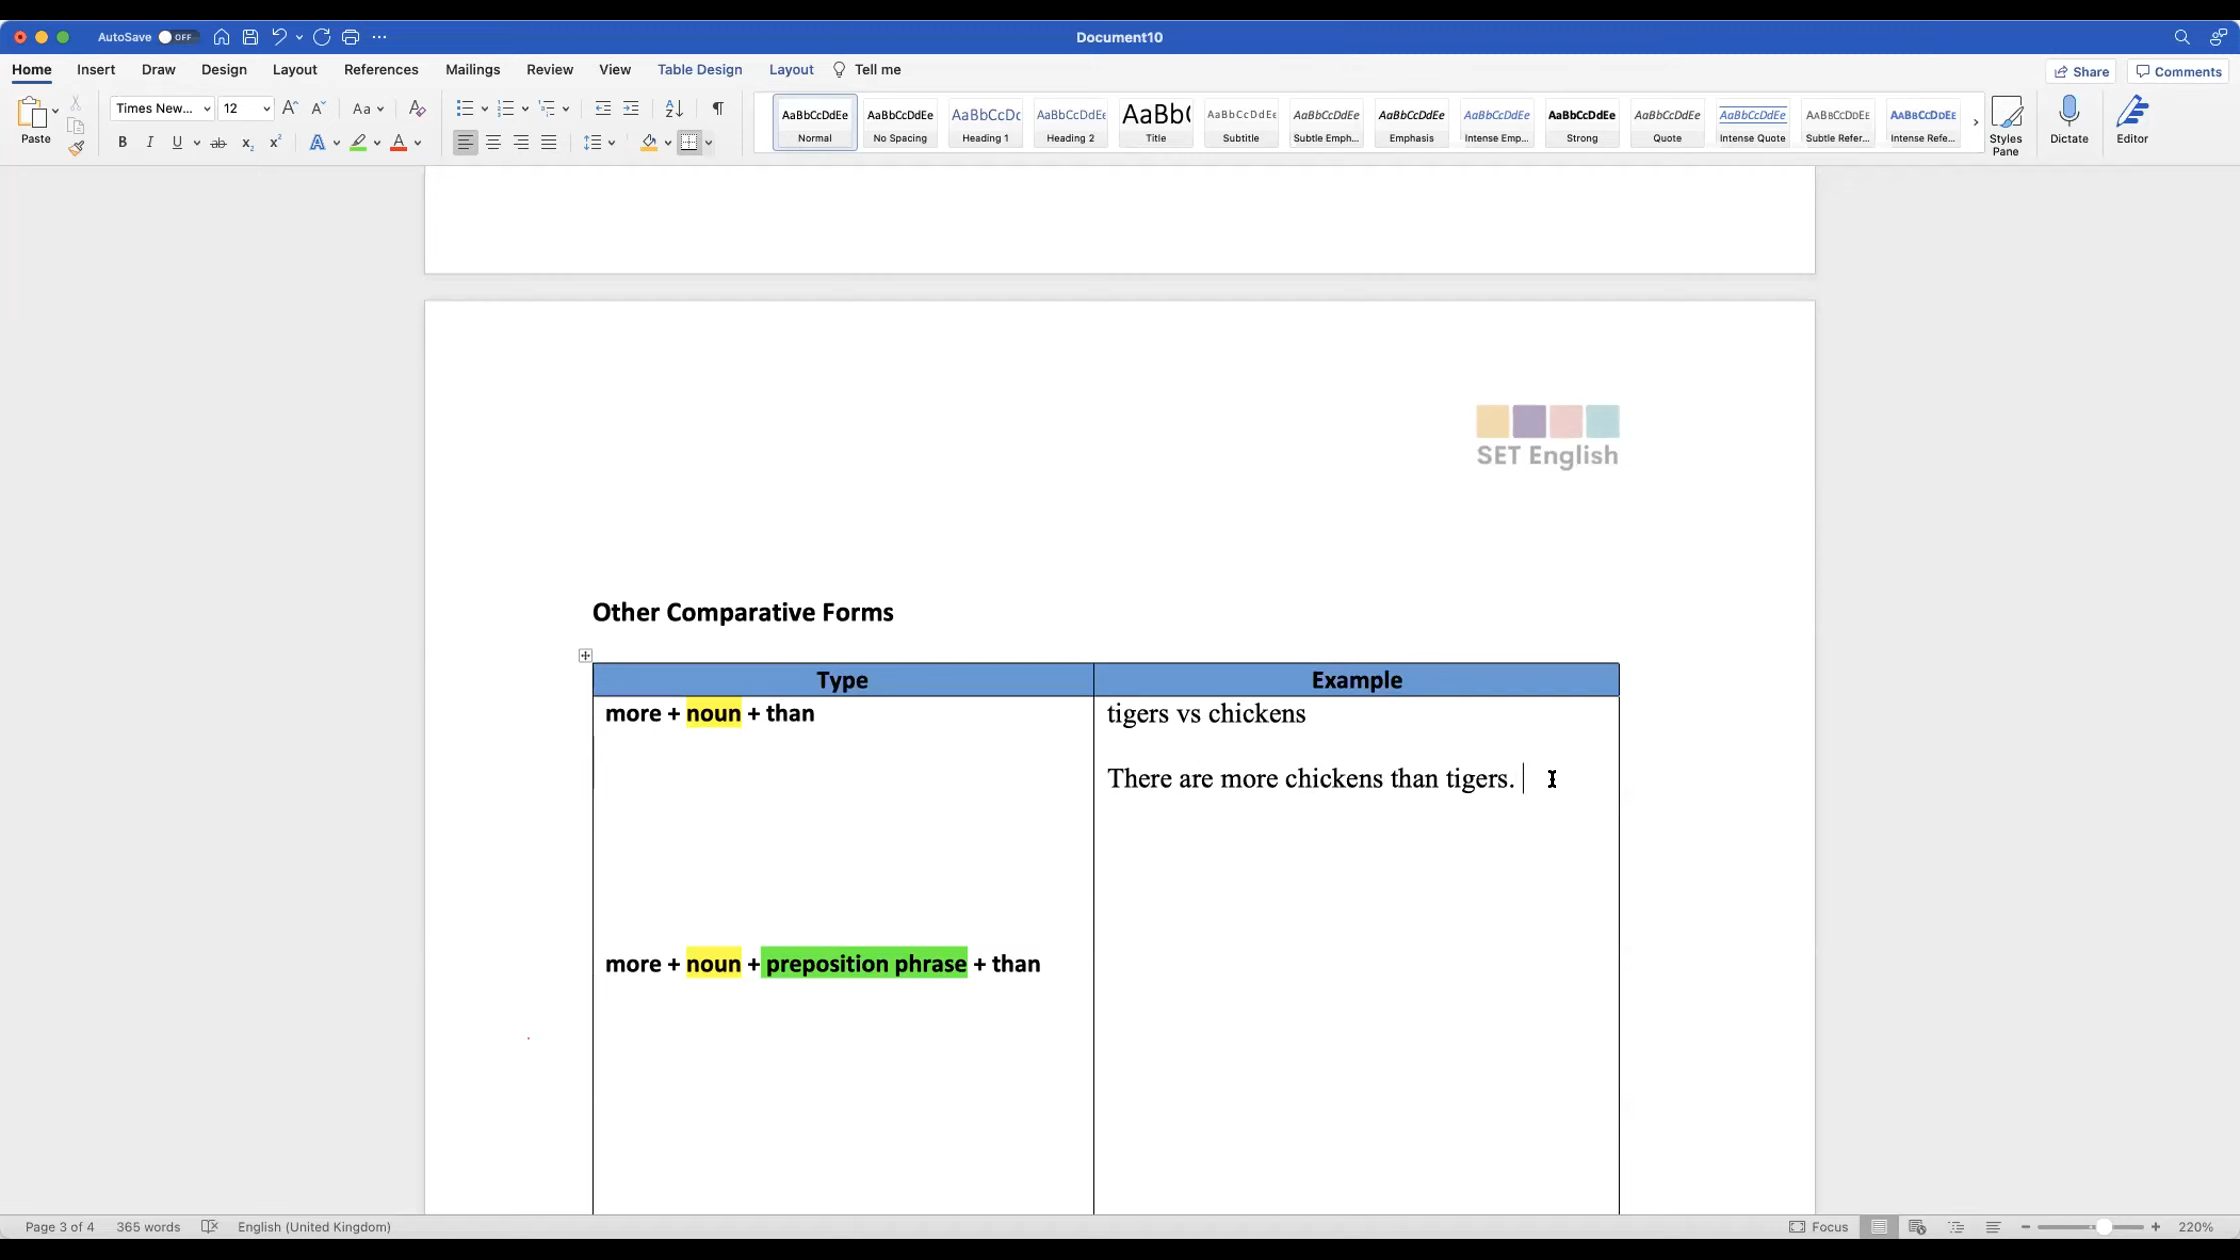 AutoSave OFF
Document10
Home Insert Draw Design Layout References Mailings Review View Table Design Layout Tell me
Share Comments
Paste
Times New... 12 Aa
AaBbCcDdEe AaBbCcDdEe AaBbCcDc AaBbCcDdEe AaBb( AaBbCcDdEe AaBbCcDdEe AaBbCcDdEe AaBbCcDdEe AaBbCcDdEe AaBbCcDdEe AaBbCcDdEe AaBbCcDdEe AaBbCcDdEe
Normal No Spacing Heading 1 Heading 2 Title Subtitle Subtle Emph... Emphasis Intense Emp... Strong Quote Intense Quote Subtle Refer... Intense Refe...
Styles Pane
Dictate
Editor
SET English
Other Comparative Forms
Type Example
more + noun + than
tigers vs chickens
There are more chickens than tigers.
more + noun + preposition phrase + than
Page 3 of 4 365 words English (United Kingdom) Focus 220%